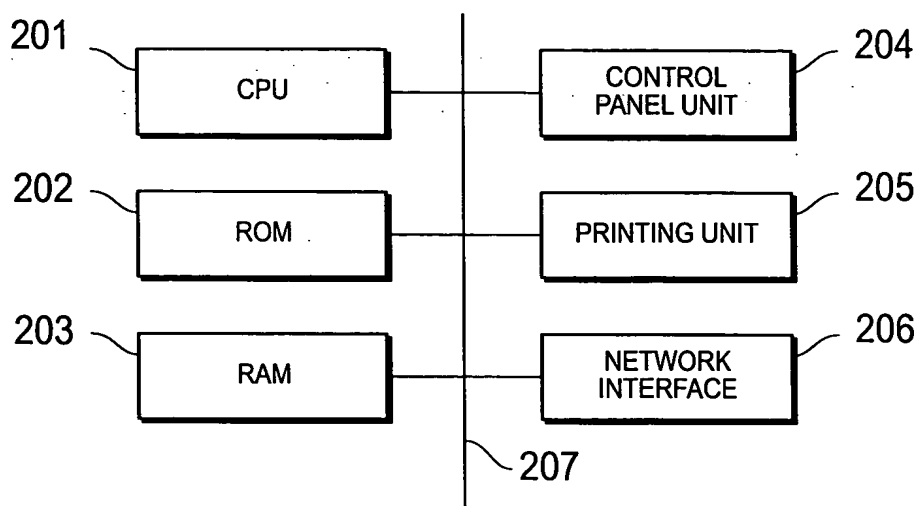 201
CPU
204
CONTROL
PANEL UNIT
202
ROM
205
PRINTING UNIT
203
RAM
206
NETWORK
INTERFACE
207